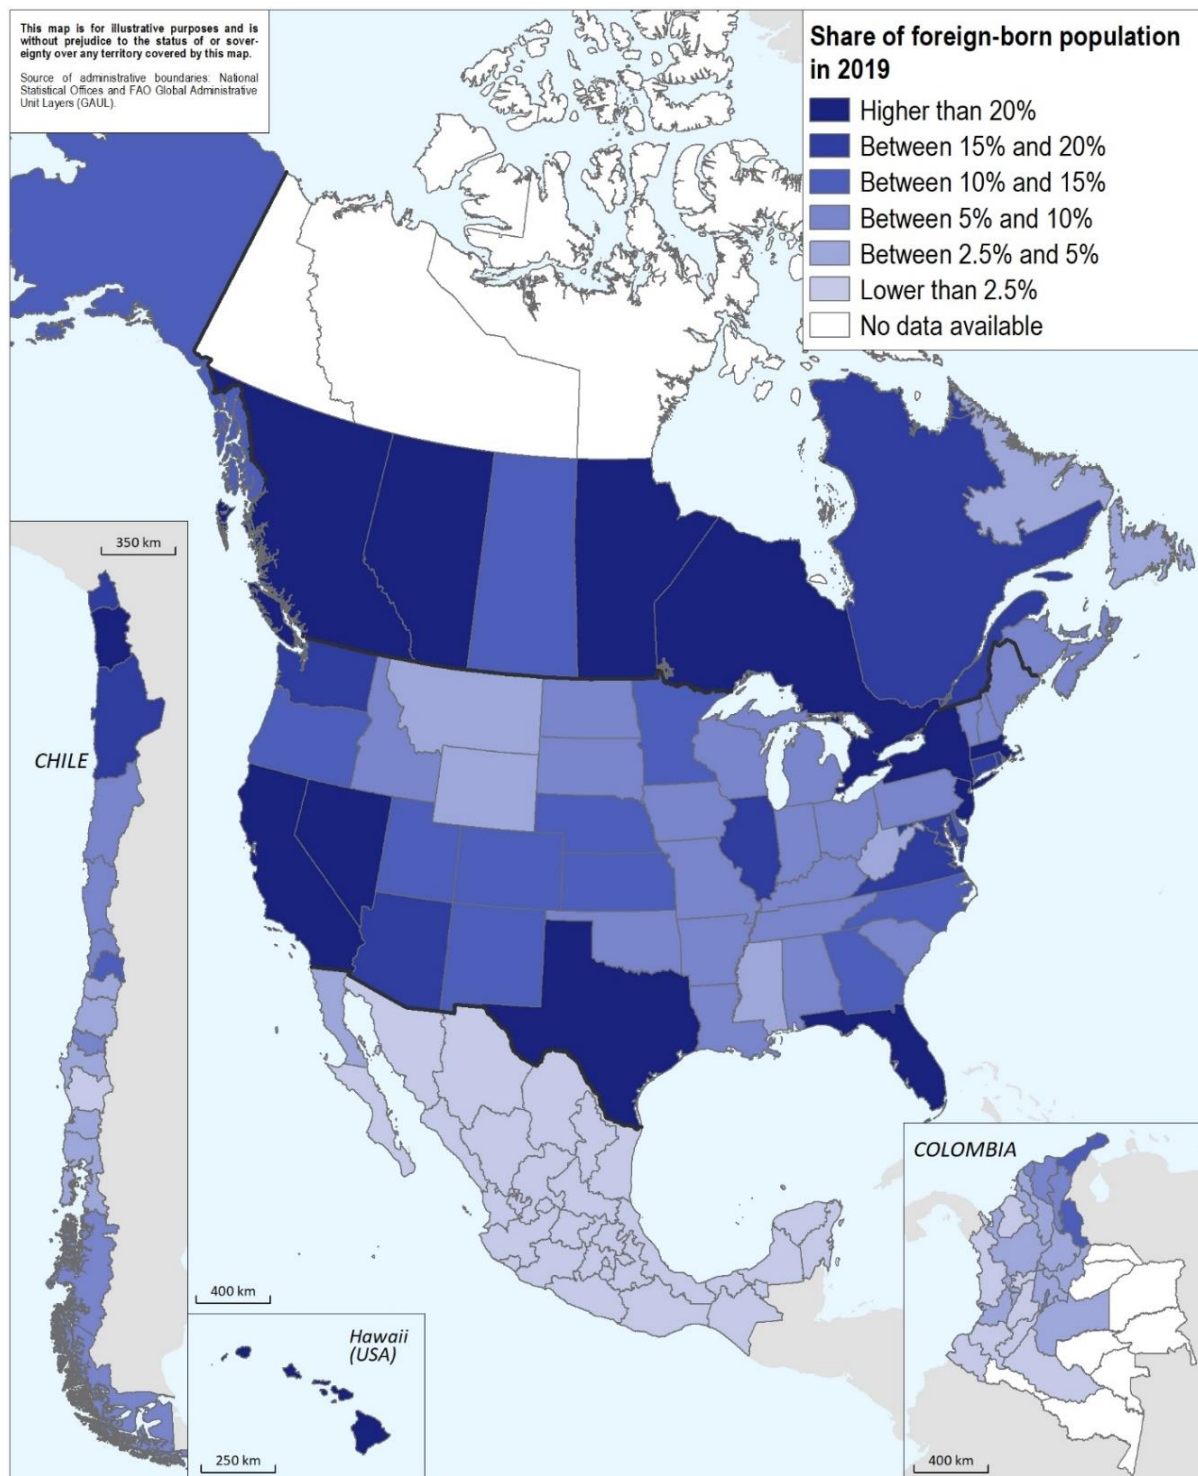 This map is for illustrative purposes and is
without prejudice to the status of or sover-
eignty over any territory covered by this map.
Source of administrative boundaries: National
Statistical Offices and FAO Global Administrative
Unit Layers (GAUL).
Share of foreign-born population
in 2019
Higher than 20%
Between 15% and 20%
Between 10% and 15%
Between 5% and 10%
Between 2.5% and 5%
Lower than 2.5%
No data available
350 km
CHILE
400 km
Hawaii
(USA)
250 km
COLOMBIA
400 km